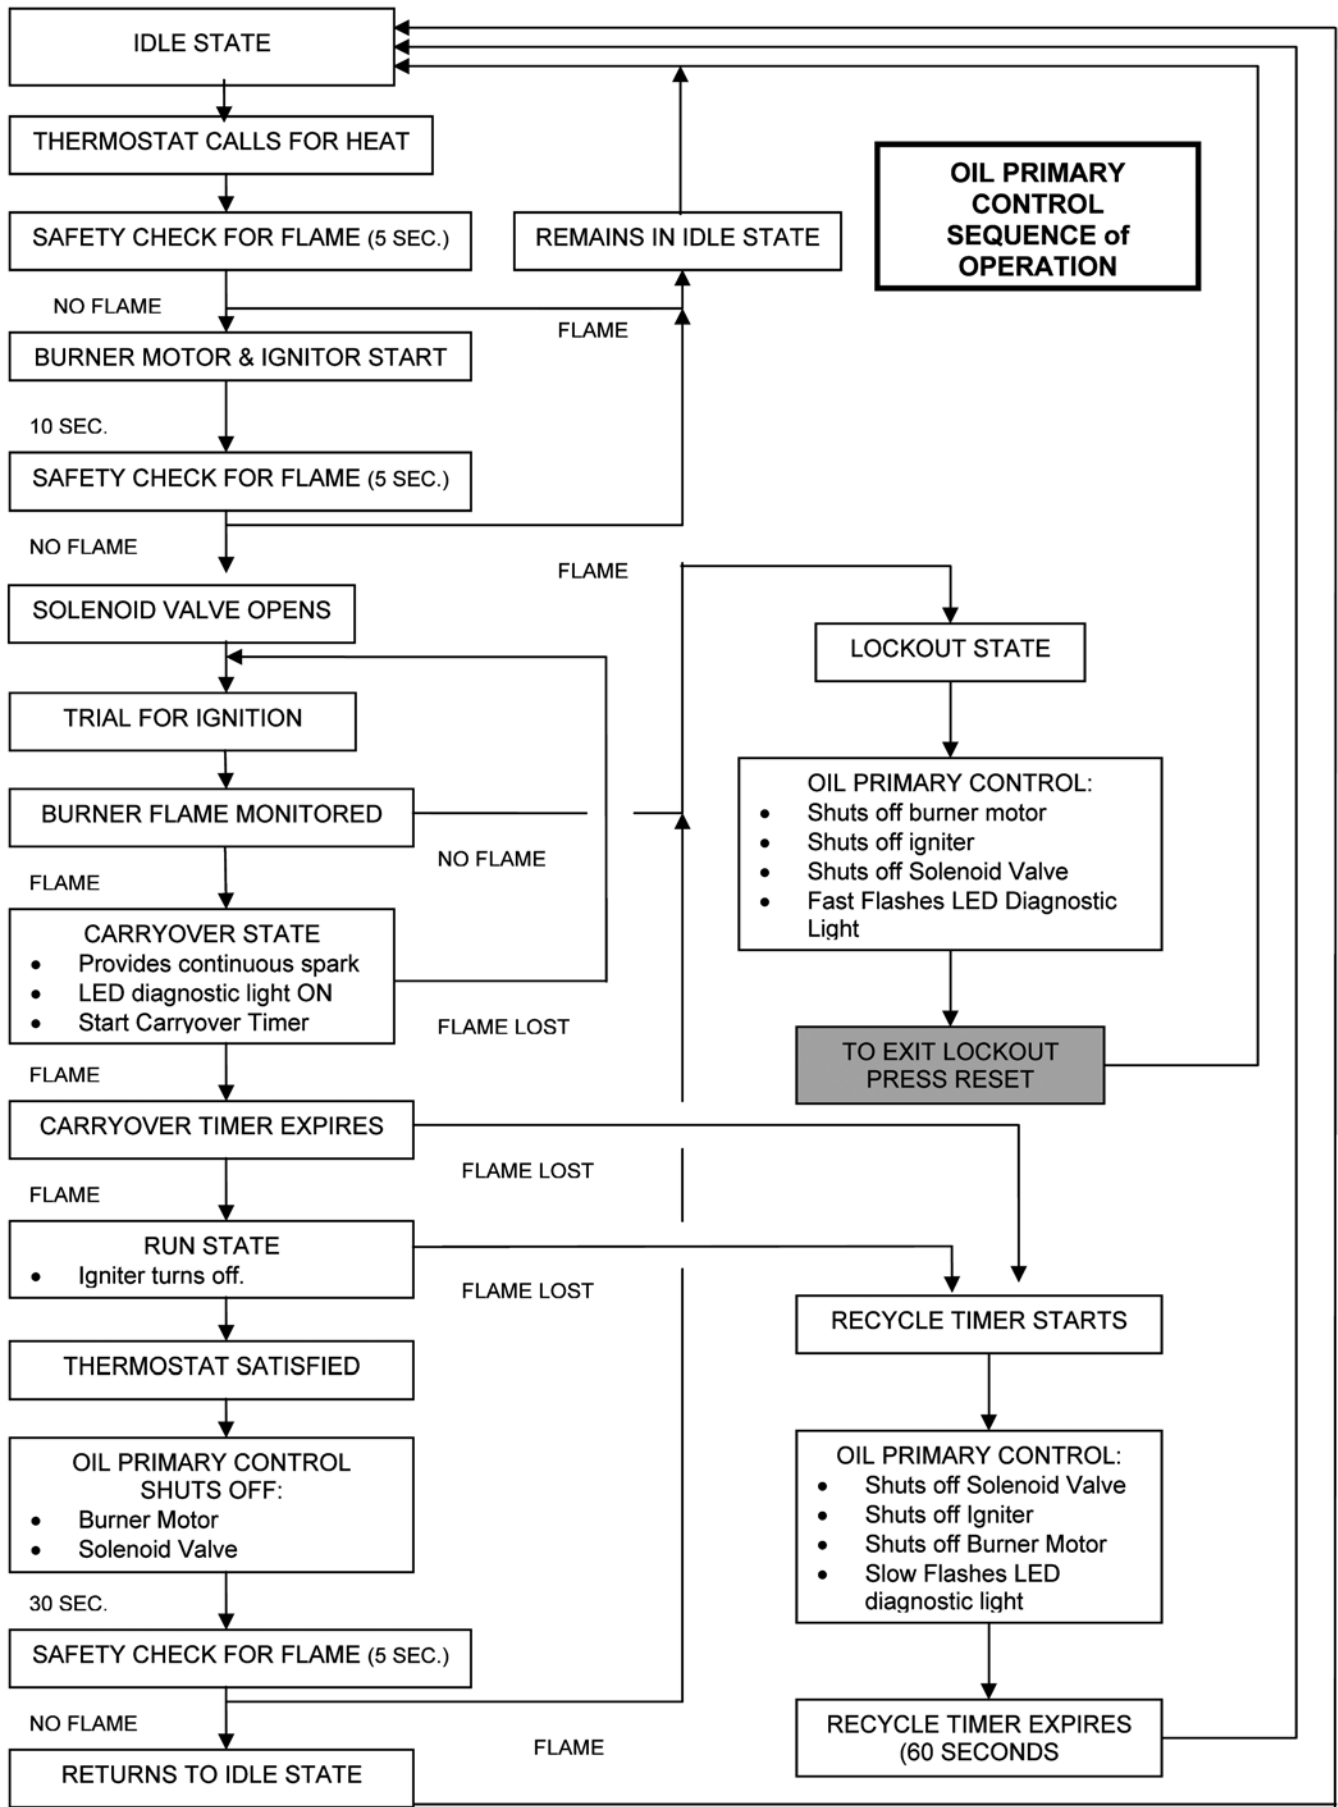 IDLE STATE
THERMOSTAT CALLS FOR HEAT
OIL PRIMARY
CONTROL
SEQUENCE of
OPERATION
SAFETY CHECK FOR FLAME (5 SEC.)
REMAINS IN IDLE STATE
NO FLAME
FLAME
BURNER MOTOR & IGNITOR START
10 SEC.
SAFETY CHECK FOR FLAME (5 SEC.)
NO FLAME
FLAME
SOLENOID VALVE OPENS
LOCKOUT STATE
TRIAL FOR IGNITION
OIL PRIMARY CONTROL:
• Shuts off burner motor
• Shuts off igniter
• Shuts off Solenoid Valve
• Fast Flashes LED Diagnostic
Light
BURNER FLAME MONITORED
NO FLAME
FLAME
CARRYOVER STATE
• Provides continuous spark
• LED diagnostic light ON
• Start Carryover Timer
FLAME LOST
TO EXIT LOCKOUT
PRESS RESET
FLAME
CARRYOVER TIMER EXPIRES
FLAME LOST
FLAME
RUN STATE
• Igniter turns off.
FLAME LOST
RECYCLE TIMER STARTS
THERMOSTAT SATISFIED
OIL PRIMARY CONTROL
SHUTS OFF:
• Burner Motor
• Solenoid Valve
OIL PRIMARY CONTROL:
• Shuts off Solenoid Valve
• Shuts off Igniter
• Shuts off Burner Motor
• Slow Flashes LED
diagnostic light
30 SEC.
SAFETY CHECK FOR FLAME (5 SEC.)
NO FLAME
FLAME
RECYCLE TIMER EXPIRES
(60 SECONDS
RETURNS TO IDLE STATE